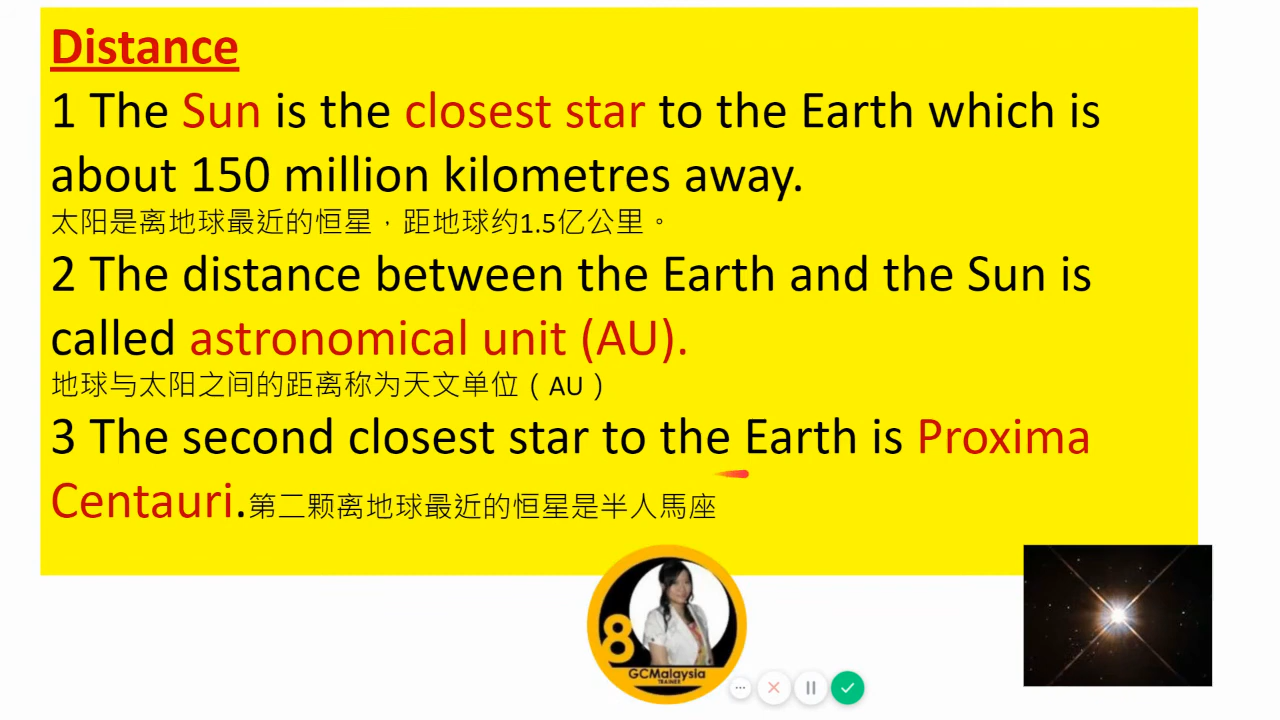 Distance
1 The Sun is the closest star to the Earth which is
about 150 million kilometres away.
太阳是离地球最近的恒星，距地球约1.5亿公里。
2 The distance between the Earth and the Sun is
called astronomical unit (AU).
地球与太阳之间的距离称为天文单位（AU）
3 The second closest star to the Earth is Proxima
Centauri.第二颗离地球最近的恒星是半人馬座
8
GCMalaysia
TRAINER